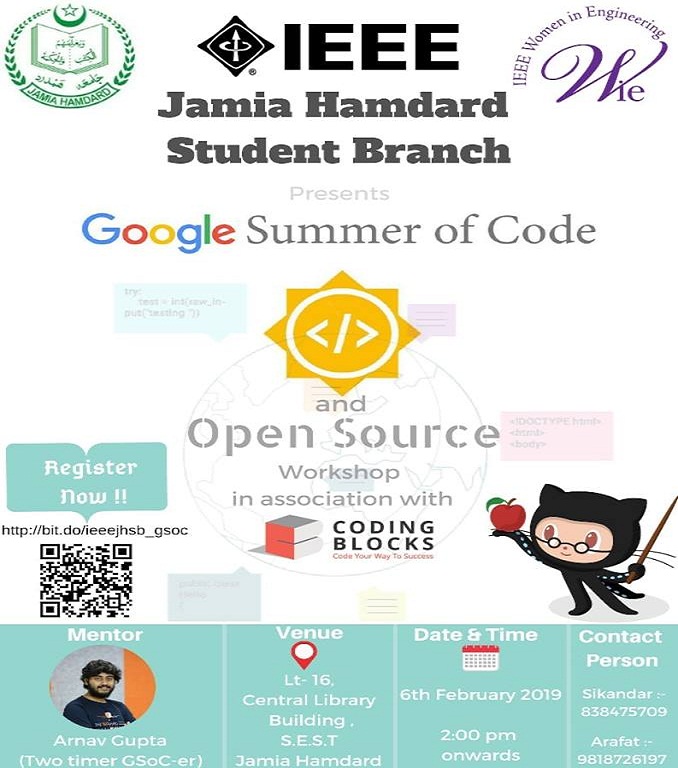 IEEE
IEEE Women in Engineering
Wie
JAMIA HAMDARD
Jamia Hamdard
Student Branch
Presents
Google Summer of Code
try:
test = int(raw_in-
put("testing "))
</>
and
Open Source
<!DOCTYPE html>
<html>
<body>
Workshop
in association with
CODING
BLOCKS
Code Your Way To Success
Register
Now !!
http://bit.do/ieeejhsb_gsoc
Mentor
Arnav Gupta
(Two timer GSoC-er)
Venue
Lt- 16,
Central Library
Building ,
S.E.S.T
Jamia Hamdard
Date & Time
6th February 2019
2:00 pm
onwards
Contact
Person
Sikandar :-
838475709
Arafat :-
9818726197